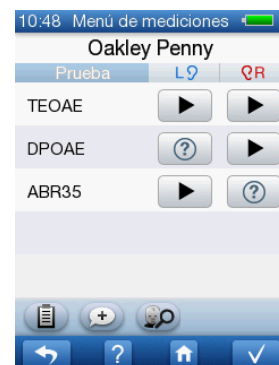 10:48 Menú de mediciones
Oakley Penny
Prueba L R
TEOAE
DPOAE ?
ABR35 ?
?